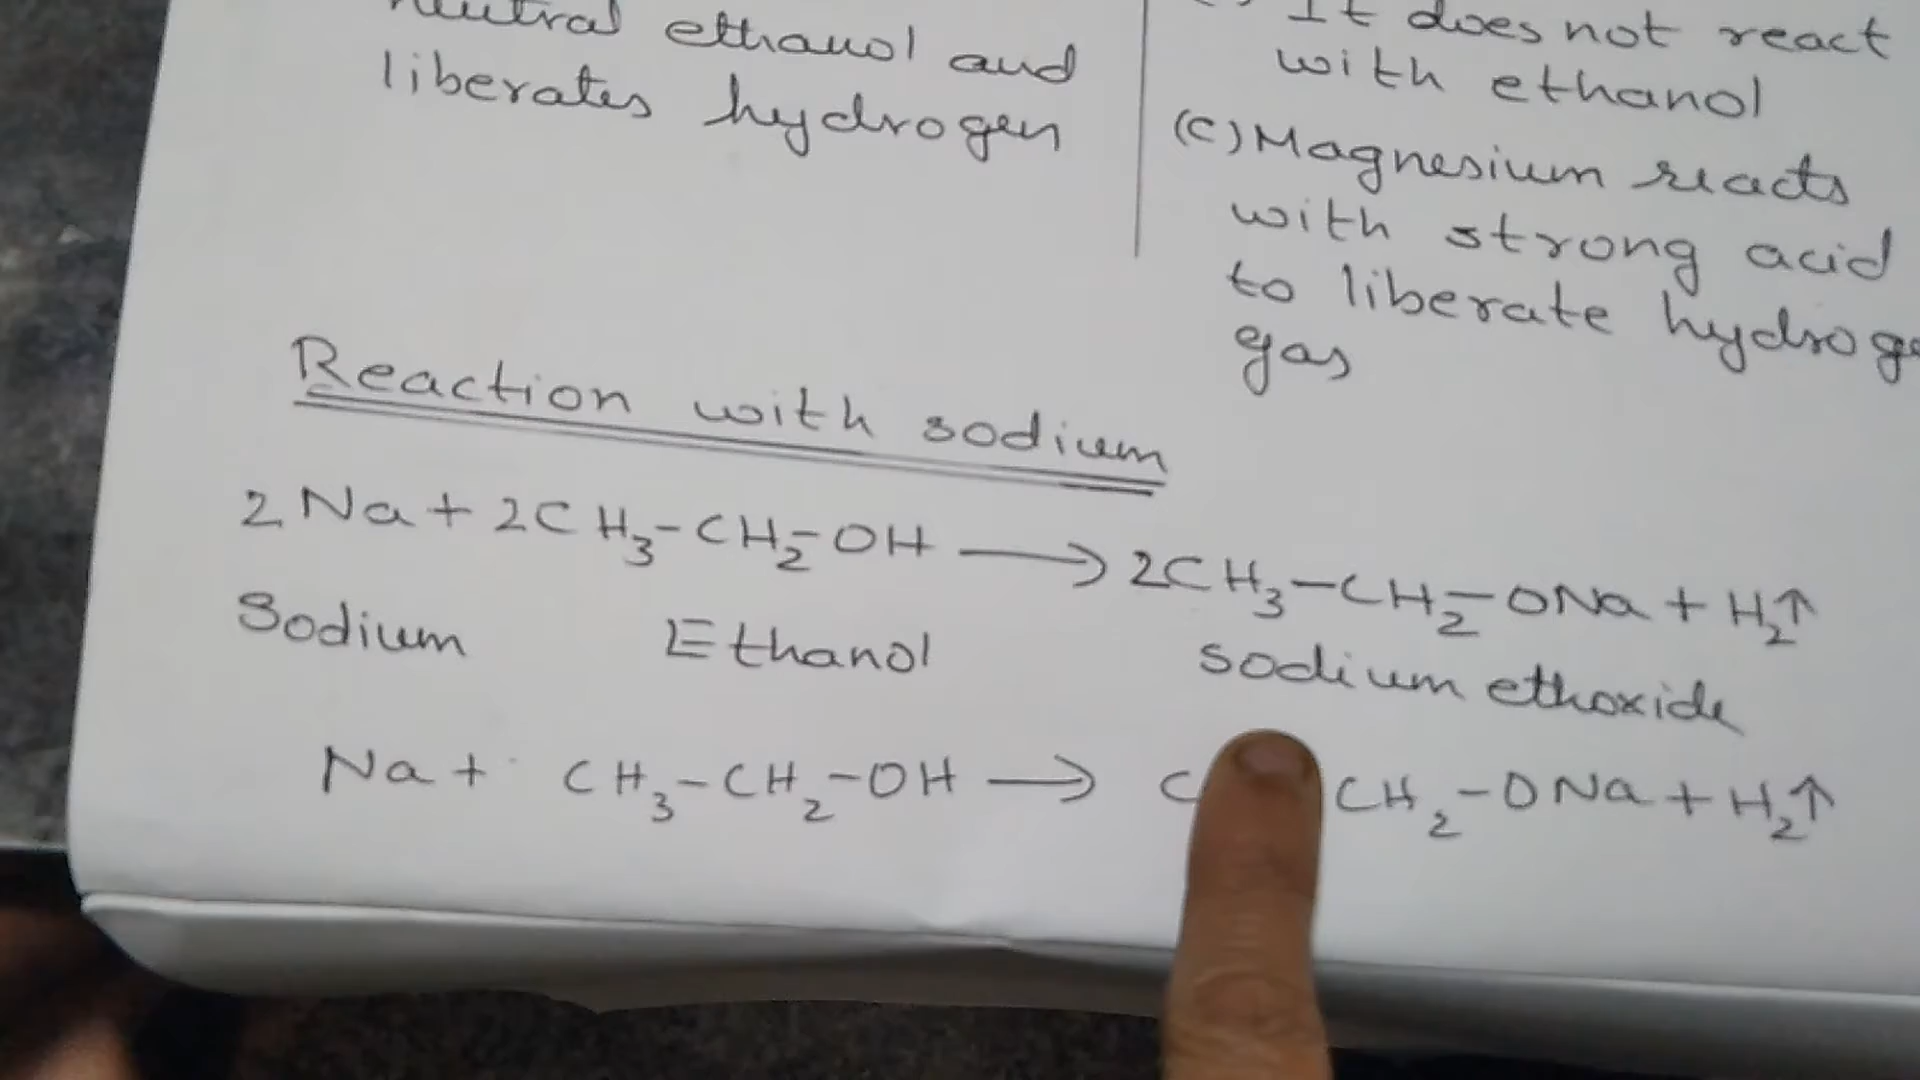 neutral ethanol and
liberates hydrogen
It does not react
with ethanol
(C) Magnesium reacts
with strong acid
to liberate
gas
Reaction with sodium
2Na + 2CH₃-CH₂-OH → 2CH₃-CH₂-ONa + H₂↑
Sodium Ethanol sodium ethoxide
Na + CH₃-CH₂-OH → C CH₂-ONa + H₂↑